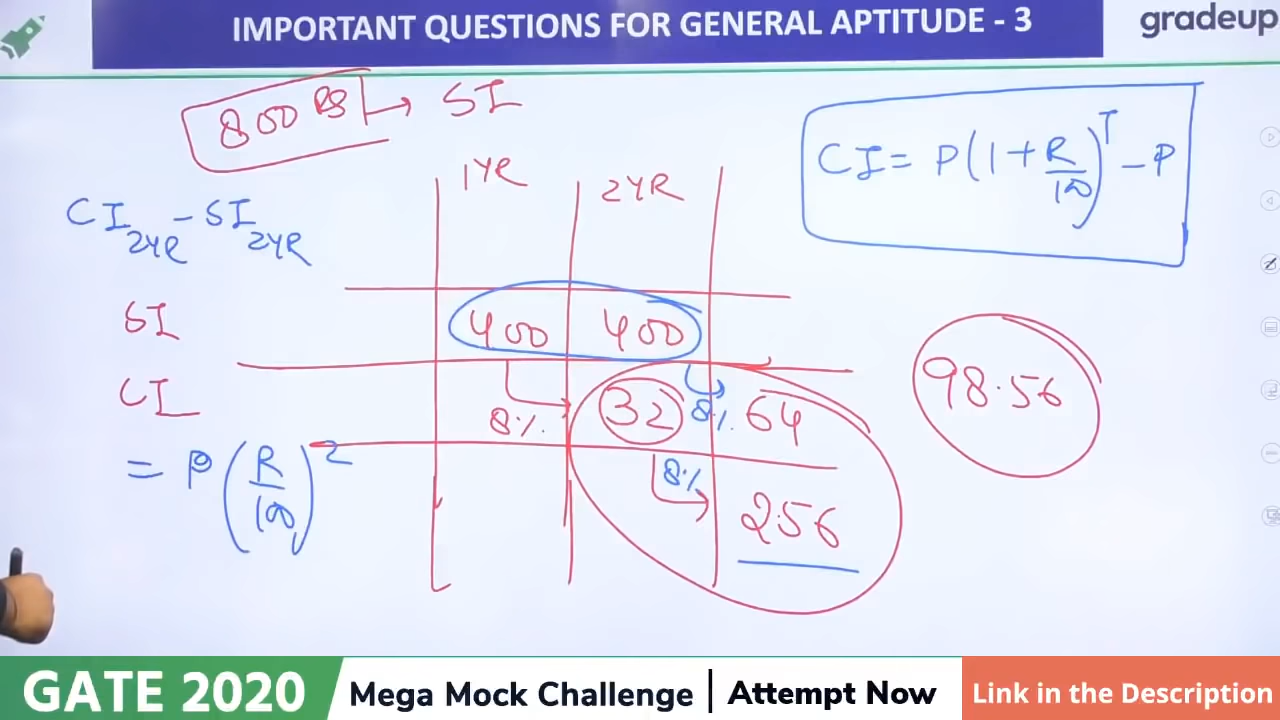 IMPORTANT QUESTIONS FOR GENERAL APTITUDE - 3
gradeup
800 RS → SI
CI = P(1+R/100)^T - P
1YR 2YR
CI2YR - SI2YR
SI 400 400
CI 8% 32 8% 64
98.56
= P(R/100)^2
8%
2.56
GATE 2020 Mega Mock Challenge | Attempt Now Link in the Description